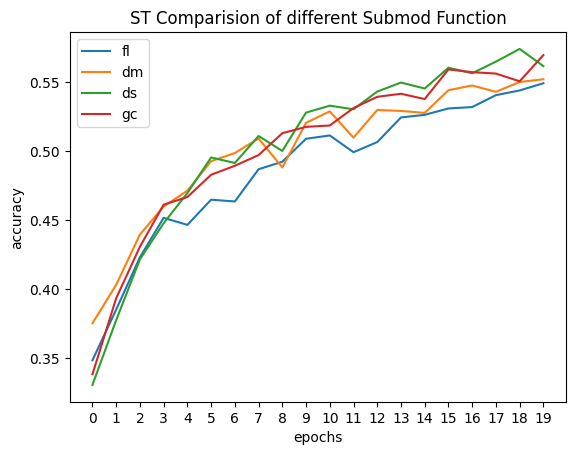 ST Comparision of different Submod Function
fl
dm
ds
gc
accuracy
0.55
0.50
0.45
0.40
0.35
0 1 2 3 4 5 6 7 8 9 10 11 12 13 14 15 16 17 18 19
epochs